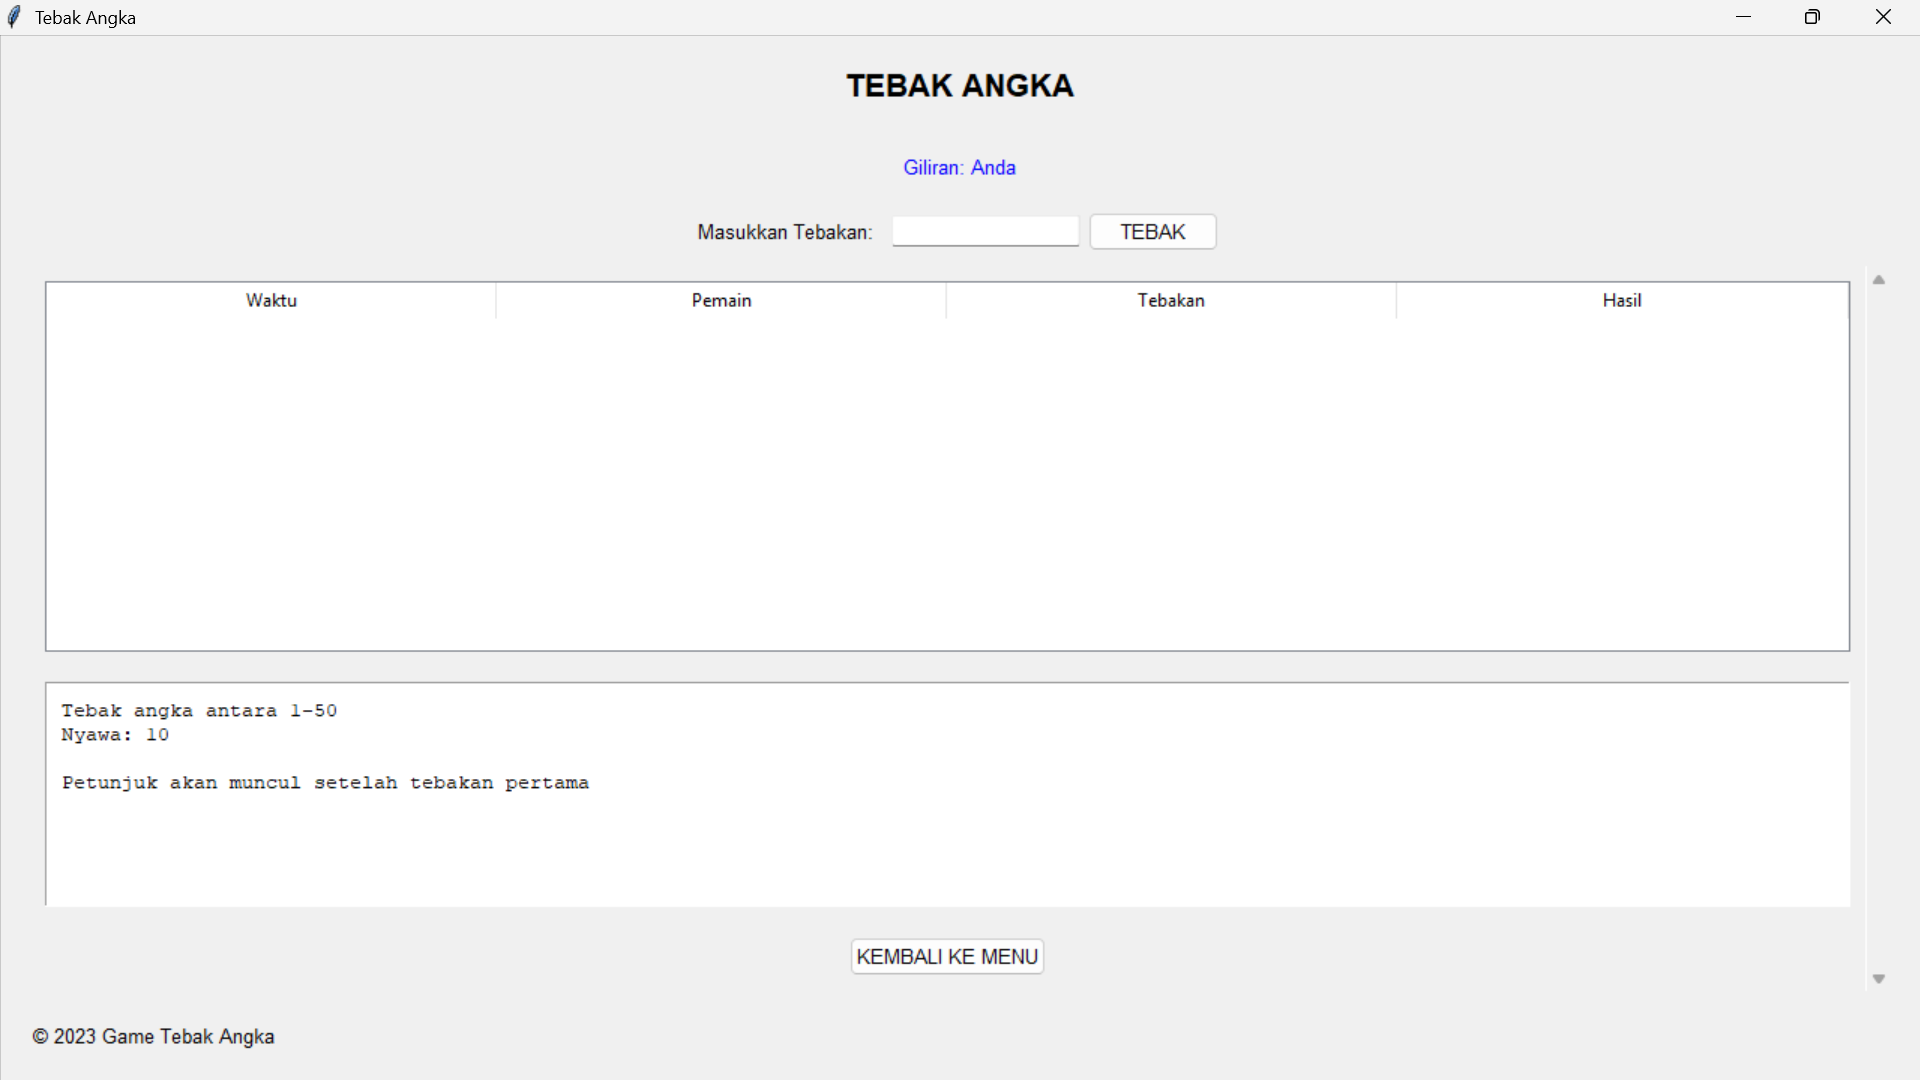 Tebak Angka
TEBAK ANGKA
Giliran: Anda
Masukkan Tebakan: TEBAK
Waktu Pemain Tebakan Hasil
Tebak angka antara 1-50
Nyawa: 10
Petunjuk akan muncul setelah tebakan pertama
KEMBALI KE MENU
© 2023 Game Tebak Angka